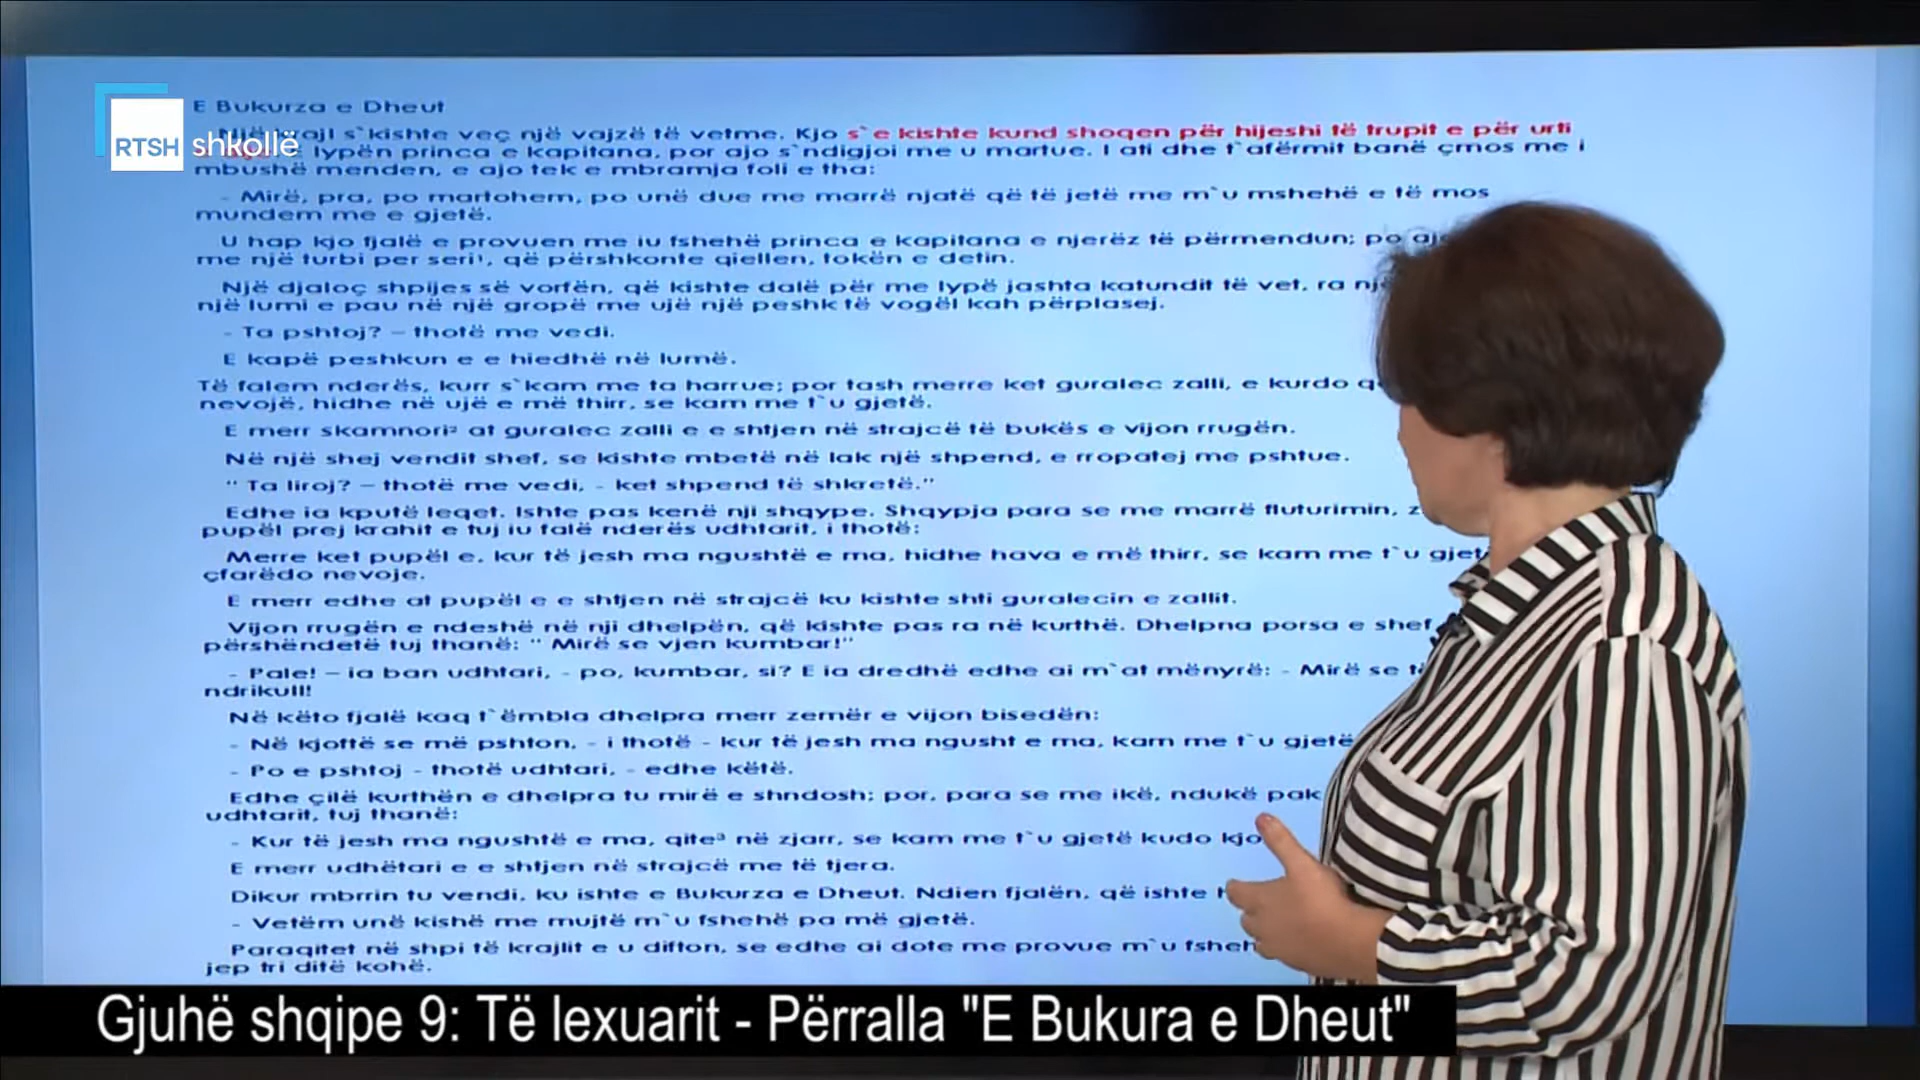 E Bukurza e Dheut
Një krajl s`kishte veç një vajzë të vetme. Kjo s`e kishte kund shoqen për hijeshi të trupit e për urti
e lypën princa e kapitana, por ajo s`ndigjoi me u martue. I ati dhe t`afërmit banë çmos me i
mbushë menden, e ajo tek e mbramja foli e tha:
- Mirë, pra, po martohem, po unë due me marrë njatë që të jetë me m`u mshehë e të mos
mundem me e gjetë.
U hap kjo fjalë e provuen me iu fshehë princa e kapitana e njerëz të përmendun; po
me një turbi per seri¹, që përshkonte qiellen, tokën e detin.
Një djaloç shpijes së vorfën, që kishte dalë për me lypë jashta katundit të vet, ra
një lumi e pau në një gropë me ujë një peshk të vogël kah përplasej.
- Ta pshtoj? – thotë me vedi.
E kapë peshkun e e hiedhë në lumë.
Të falem nderës, kurr s`kam me ta harrue; por tash merre ket guralec zalli, e kurdo
nevojë, hidhe në ujë e më thirr, se kam me t`u gjetë.
E merr skamnori² at guralec zalli e e shtjen në strajcë të bukës e vijon rrugën.
Në një shej vendit shef, se kishte mbetë në lak një shpend, e rropatej me pshtue.
" Ta liroj? – thotë me vedi, - ket shpend të shkretë."
Edhe ia kputë leqet. Ishte pas kenë nji shqype. Shqypja para se me marrë fluturimin,
pupël prej krahit e tuj iu falë nderës udhtarit, i thotë:
Merre ket pupël e, kur të jesh ma ngushtë e ma, hidhe hava e më thirr, se kam me t`u gjetë
çfarëdo nevoje.
E merr edhe at pupël e e shtjen në strajcë ku kishte shti guralecin e zallit.
Vijon rrugën e ndeshë në nji dhelpën, që kishte pas ra në kurthë. Dhelpna porsa e shef
përshëndetë tuj thanë: " Mirë se vjen kumbar!"
- Pale! – ia ban udhtari, - po, kumbar, si? E ia dredhë edhe ai m`at mënyrë: - Mirë se
ndrikull!
Në këto fjalë kaq t`ëmbla dhelpra merr zemër e vijon bisedën:
- Në kjoftë se më pshton, - i thotë - kur të jesh ma ngusht e ma, kam me t`u gjetë
- Po e pshtoj - thotë udhtari, - edhe këtë.
Edhe çilë kurthën e dhelpra tu mirë e shndosh; por, para se me ikë, ndukë pak
udhtarit, tuj thanë:
- Kur të jesh ma ngushtë e ma, qite³ në zjarr, se kam me t`u gjetë kudo
E merr udhëtari e e shtjen në strajcë me të tjera.
Dikur mbrrin tu vendi, ku ishte e Bukurza e Dheut. Ndien fjalën, që ishte
- Vetëm unë kishë me mujtë m`u fshehë pa më gjetë.
Paraqitet në shpi të krajlit e u difton, se edhe ai dote me provue m`u
jep tri ditë kohë.
RTSH shkollë
Gjuhë shqipe 9: Të lexuarit - Përralla "E Bukura e Dheut"